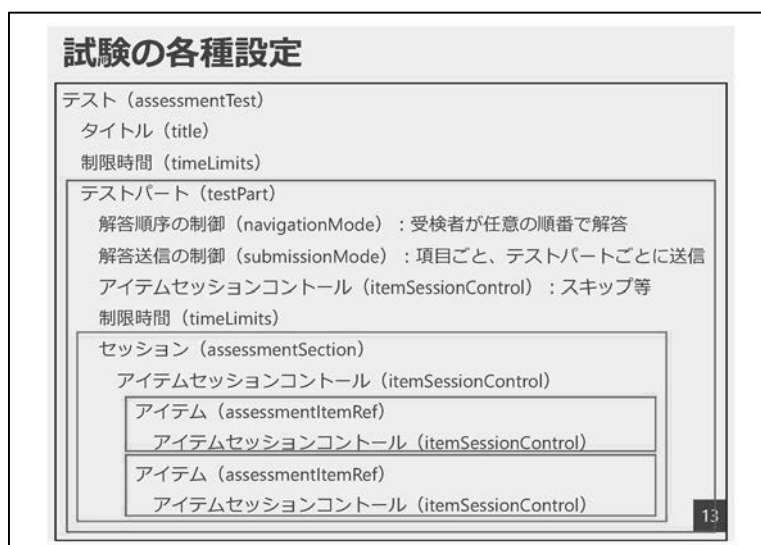 試験の各種設定
テスト（assessmentTest）
タイトル（title）
制限時間（timeLimits）
テストパート（testPart）
解答順序の制御（navigationMode）：受検者が任意の順番で解答
解答送信の制御（submissionMode）：項目ごと、テストパートごとに送信
アイテムセッションコントール（itemSessionControl）：スキップ等
制限時間（timeLimits）
セッション（assessmentSection）
アイテムセッションコントール（itemSessionControl）
アイテム（assessmentItemRef）
アイテムセッションコントール（itemSessionControl）
アイテム（assessmentItemRef）
アイテムセッションコントール（itemSessionControl）
13